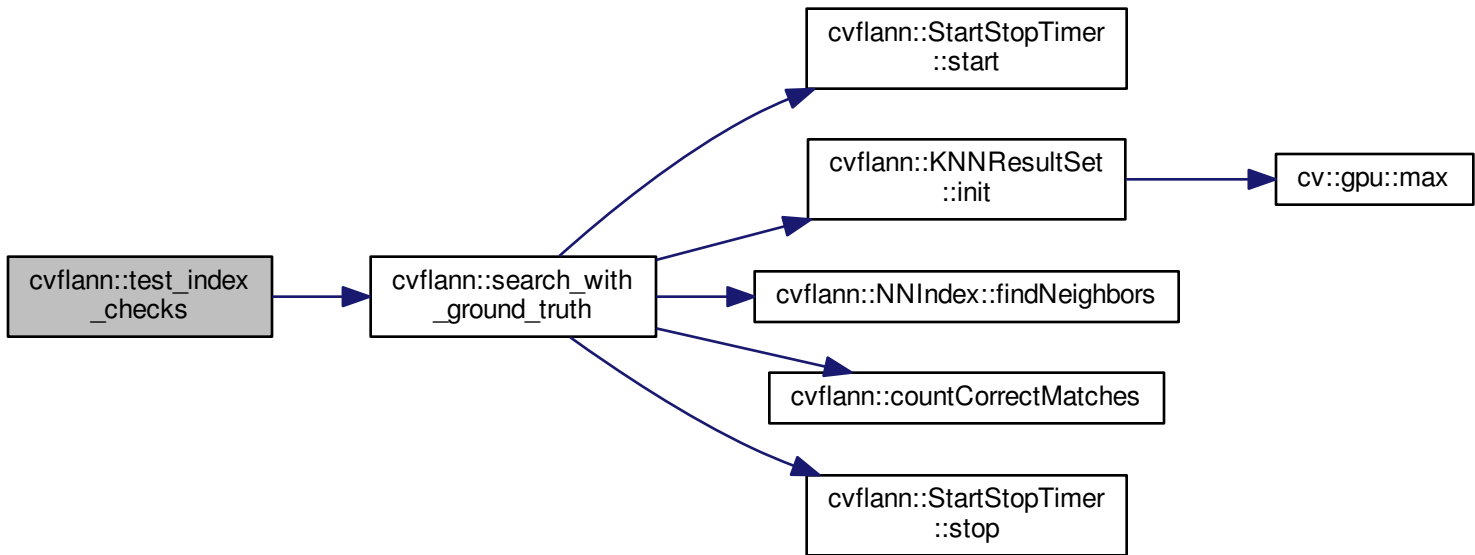 cvflann::test_index
_checks
cvflann::search_with
_ground_truth
cvflann::StartStopTimer
::start
cvflann::KNNResultSet
::init
cvflann::NNIndex::findNeighbors
cvflann::countCorrectMatches
cvflann::StartStopTimer
::stop
cv::gpu::max